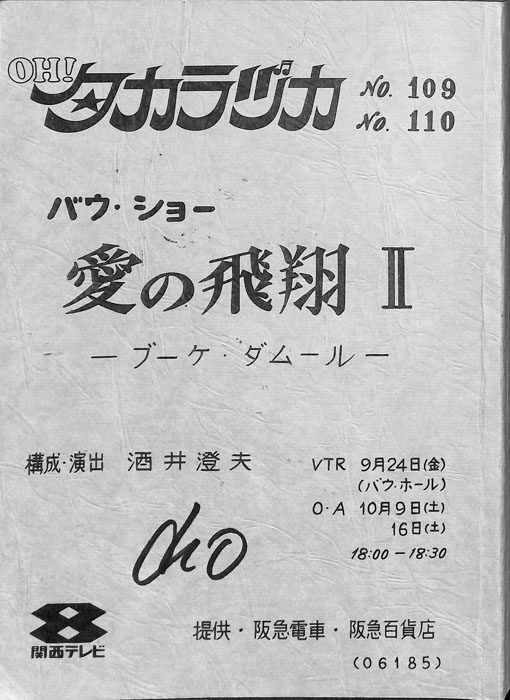 OH!タカラヅカ No. 109
No. 110
バウ・ショー
愛の飛翔 II
ーブーケ・ダムールー
構成・演出 酒井澄夫
VTR 9月24日(金)
(バウ・ホール)
O・A 10月9日(土)
16日(土)
18:00-18:30
関西テレビ
提供・阪急電車・阪急百貨店
(06185)